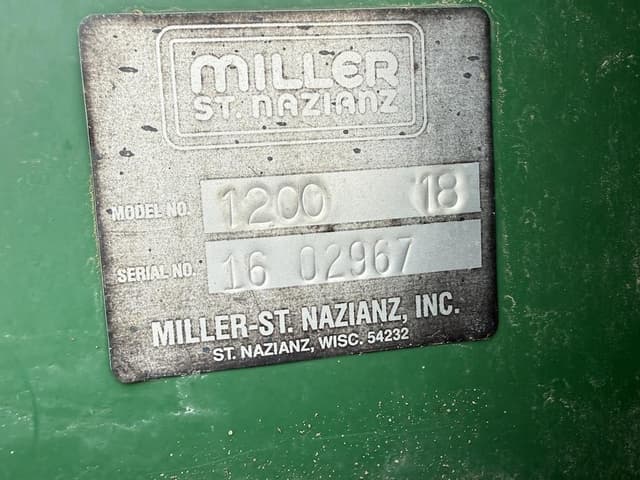 MILLER
ST. NAZIANZ
MODEL NO. 1200 18
SERIAL NO. 16 02967
MILLER-ST. NAZIANZ, INC.
ST. NAZIANZ, WISC. 54232